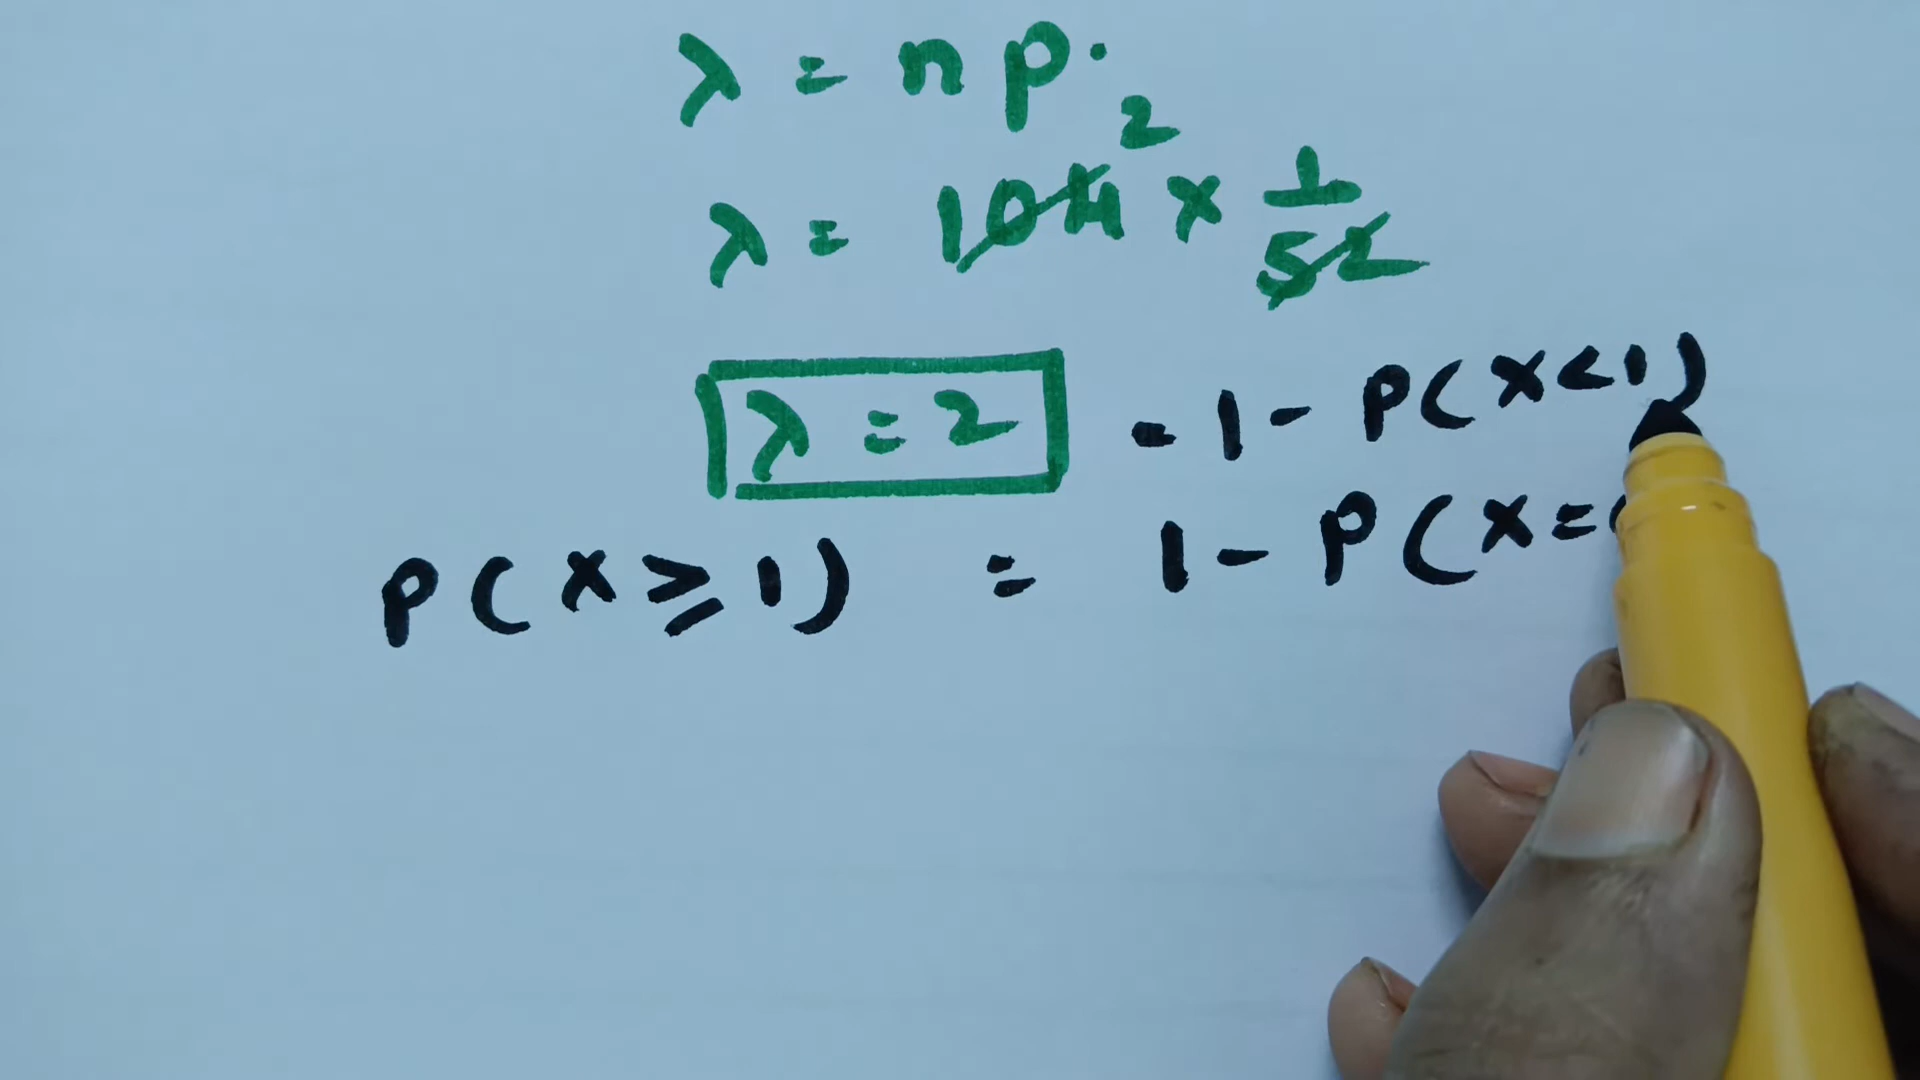 λ = np.
2
λ = 104 × 1/52
λ = 2
= 1 - P(X<1)
P(X ≥ 1) = 1 - P(X=